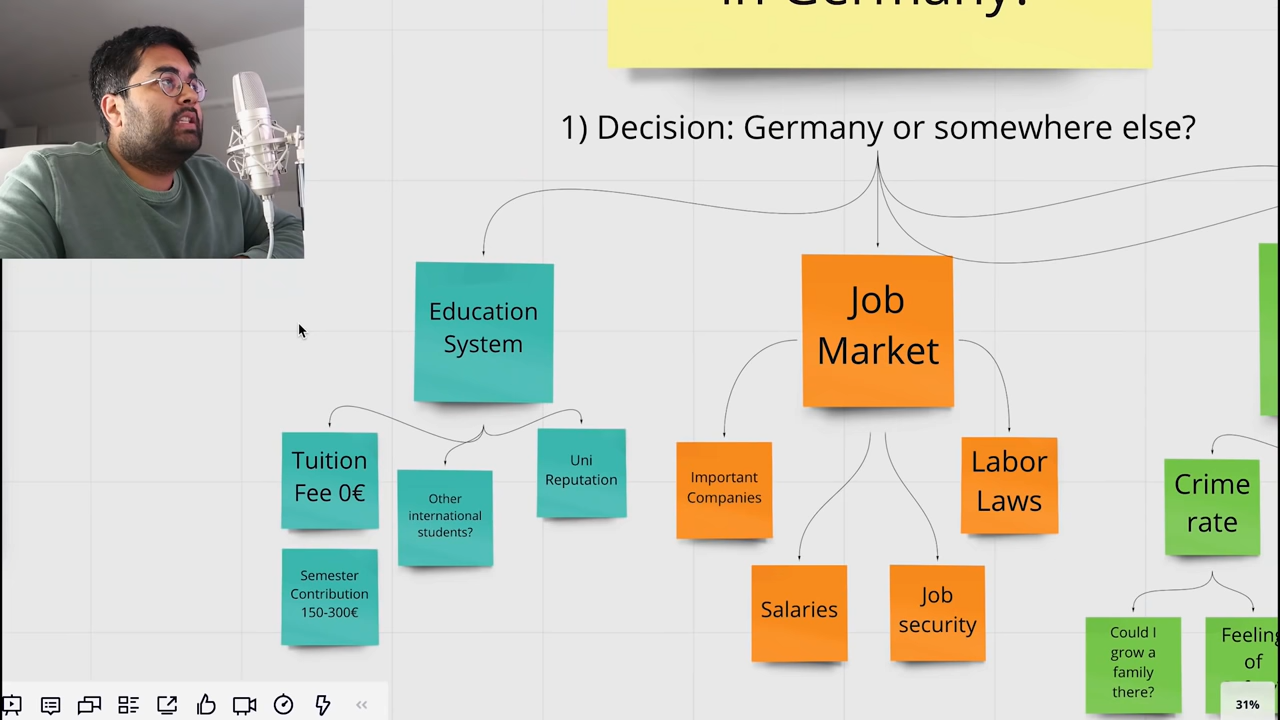 in Germany?
1) Decision: Germany or somewhere else?
Education
System
Job
Market
Tuition
Fee 0€
Other
international
students?
Uni
Reputation
Semester
Contribution
150-300€
Important
Companies
Labor
Laws
Salaries
Job
security
Crime
rate
Could I
grow a
family
there?
Feeling
of
31%